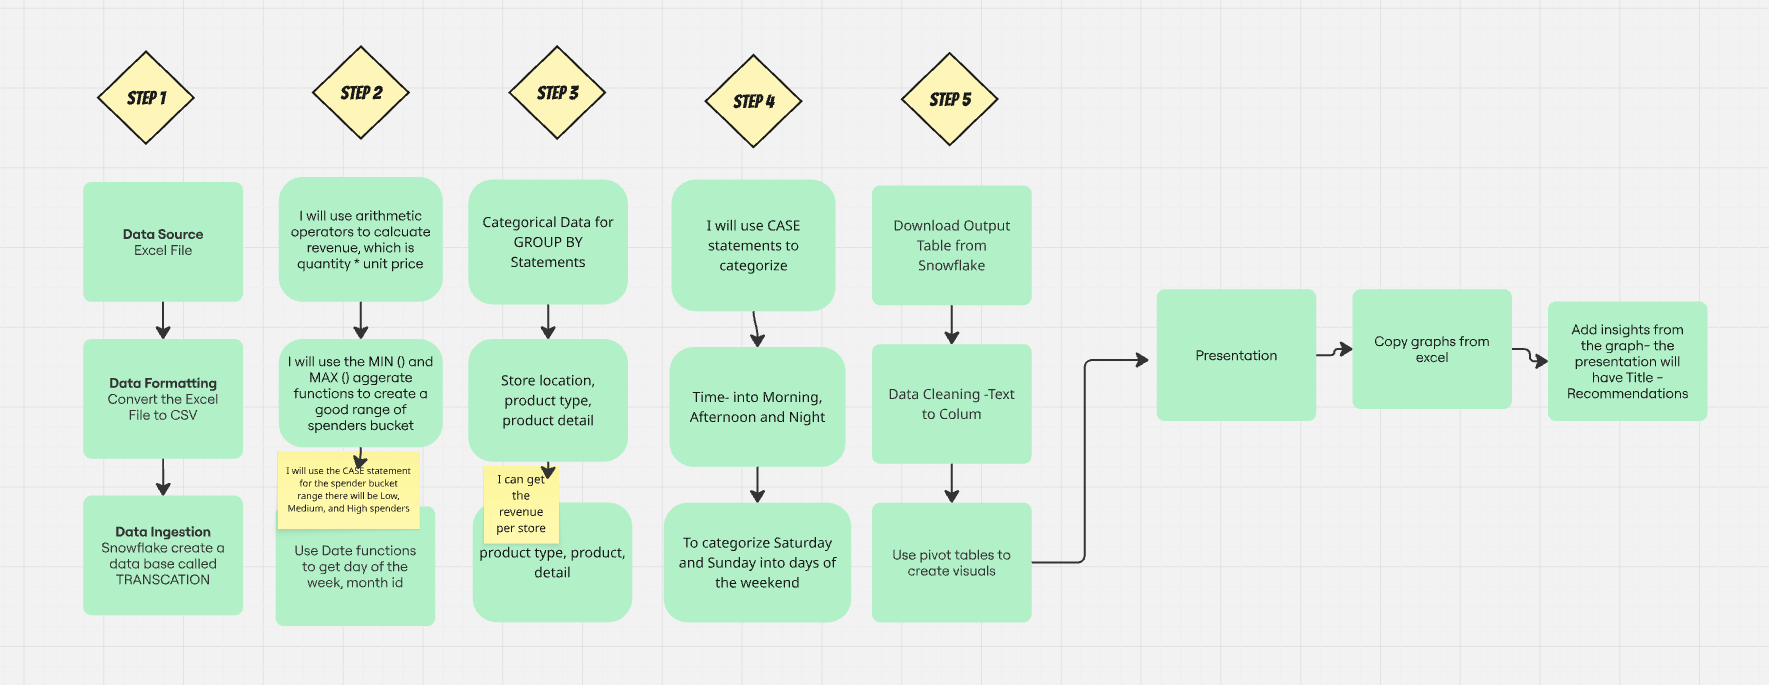 STEP 1
STEP 2
STEP 3
STEP 4
STEP 5
Data Source
Excel File
Data Formatting
Convert the Excel
File to CSV
Data Ingestion
Snowflake create a
data base called
TRANSCATION
I will use arithmetic
operators to calcuate
revenue, which is
quantity * unit price
I will use the MIN () and
MAX () aggerate
functions to create a
good range of
spenders bucket
I will use the CASE statement
for the spender bucket
range there will be Low,
Medium, and High spenders
Use Date functions
to get day of the
week, month id
Categorical Data for
GROUP BY
Statements
Store location,
product type,
product detail
I can get
the
revenue
per store
product type, product,
detail
I will use CASE
statements to
categorize
Time- into Morning,
Afternoon and Night
To categorize Saturday
and Sunday into days of
the weekend
Download Output
Table from
Snowflake
Data Cleaning -Text
to Colum
Use pivot tables to
create visuals
Presentation
Copy graphs from
excel
Add insights from
the graph- the
presentation will
have Title -
Recommendations